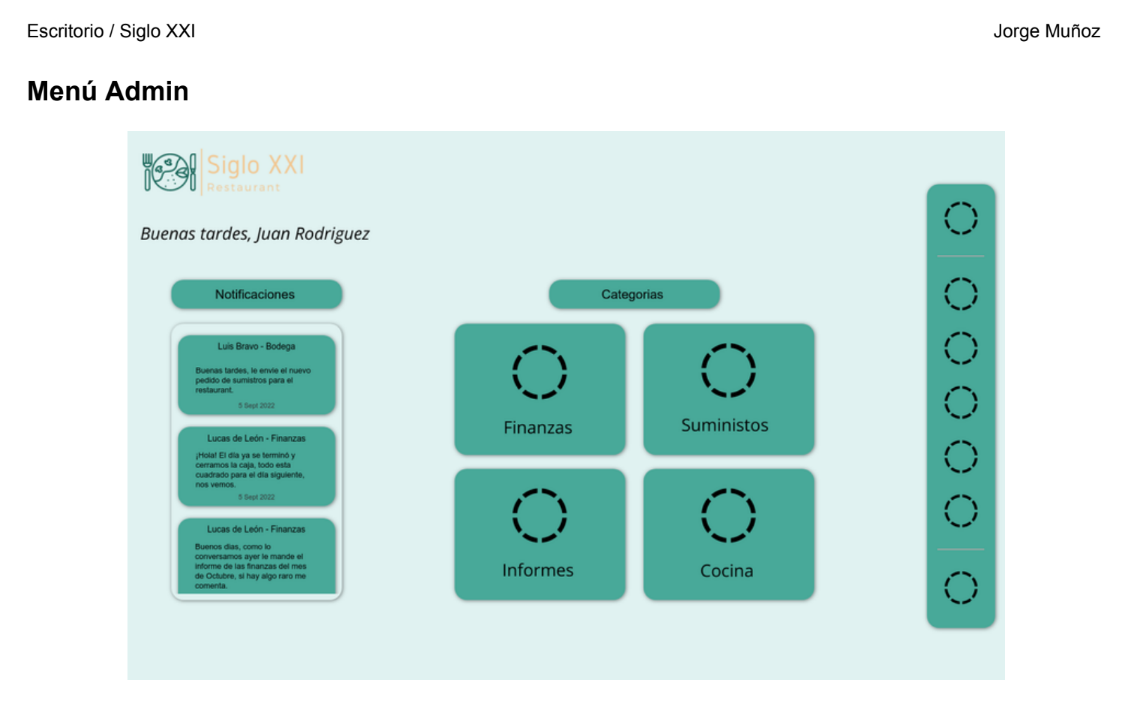 Escritorio / Siglo XXI
Jorge Muñoz
Menú Admin
Siglo XXI
Restaurant
Buenas tardes, Juan Rodriguez
Notificaciones
Luis Bravo - Bodega
Buenas tardes, le envie el nuevo
pedido de sumistros para el
restaurant.
5 Sept 2022
Lucas de León - Finanzas
¡Hola! El día ya se terminó y
cerramos la caja, todo esta
cuadrado para el día siguiente,
nos vemos.
5 Sept 2022
Lucas de León - Finanzas
Buenos dias, como lo
conversamos ayer le mande el
informe de las finanzas del mes
de Octubre, si hay algo raro me
comenta.
Categorias
Finanzas
Suministos
Informes
Cocina